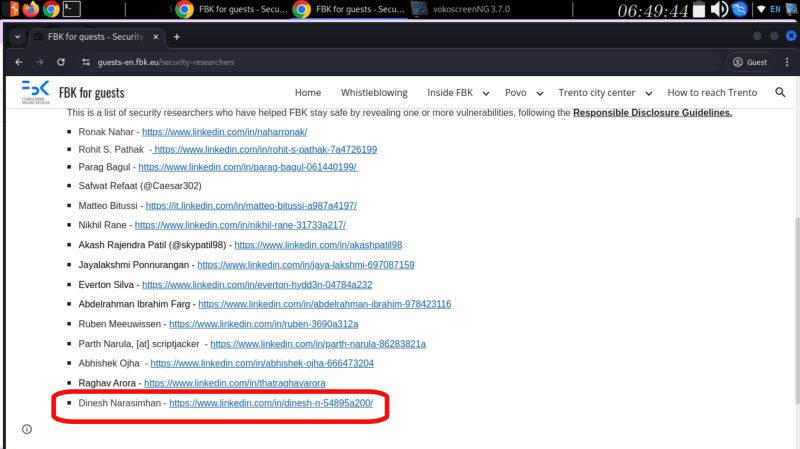 FBK for guests - Securit
FBK for guests - Secu...
FBK for guests - Secu...
vokoscreenNG 3.7.0
06:49:44
EN
guests-en.fbk.eu/security-researchers
Guest
FBK
FONDAZIONE
BRUNO KESSLER
FBK for guests
Home
Whistleblowing
Inside FBK
Povo
Trento city center
How to reach Trento
This is a list of security researchers who have helped FBK stay safe by revealing one or more vulnerabilities, following the Responsible Disclosure Guidelines.
Ronak Nahar - https://www.linkedin.com/in/naharronak/
Rohit S. Pathak - https://www.linkedin.com/in/rohit-s-pathak-7a4726199
Parag Bagul - https://www.linkedin.com/in/parag-bagul-061440199/
Safwat Refaat (@Caesar302)
Matteo Bitussi - https://it.linkedin.com/in/matteo-bitussi-a987a4197/
Nikhil Rane - https://www.linkedin.com/in/nikhil-rane-31733a217/
Akash Rajendra Patil (@skypatil98) - https://www.linkedin.com/in/akashpatil98
Jayalakshmi Ponnurangan - https://www.linkedin.com/in/jaya-lakshmi-697087159
Everton Silva - https://www.linkedin.com/in/everton-hydd3n-04784a232
Abdelrahman Ibrahim Farg - https://www.linkedin.com/in/abdelrahman-ibrahim-978423116
Ruben Meeuwissen - https://www.linkedin.com/in/ruben-3690a312a
Parth Narula, [at] scriptjacker - https://www.linkedin.com/in/parth-narula-86283821a
Abhishek Ojha - https://www.linkedin.com/in/abhishek-ojha-666473204
Raghav Arora - https://www.linkedin.com/in/thatraghavarora
Dinesh Narasimhan - https://www.linkedin.com/in/dinesh-n-54895a200/